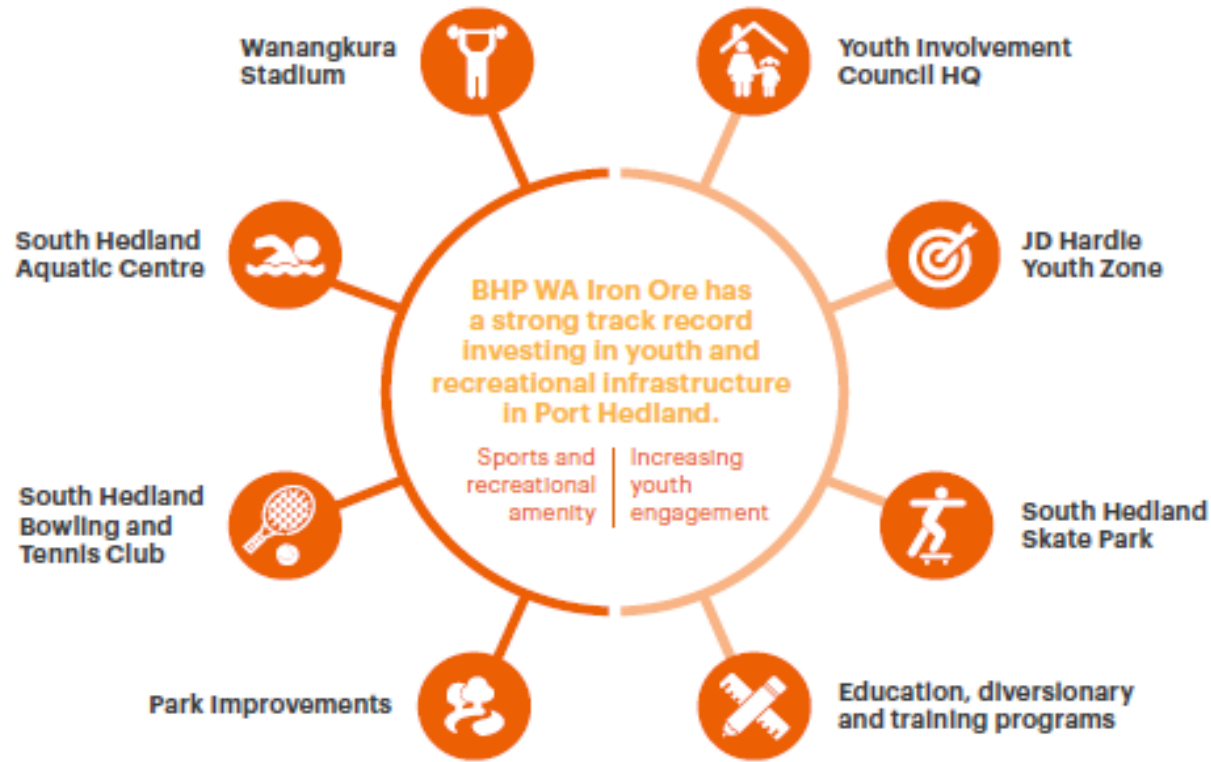 Wanangkura
Stadium
Youth Involvement
Council HQ
South Hedland
Aquatic Centre
JD Hardie
Youth Zone
BHP WA Iron Ore has
a strong track record
investing in youth and
recreational infrastructure
in Port Hedland.
Sports and
recreational
amenity
Increasing
youth
engagement
South Hedland
Bowling and
Tennis Club
South Hedland
Skate Park
Park Improvements
Education, diversionary
and training programs